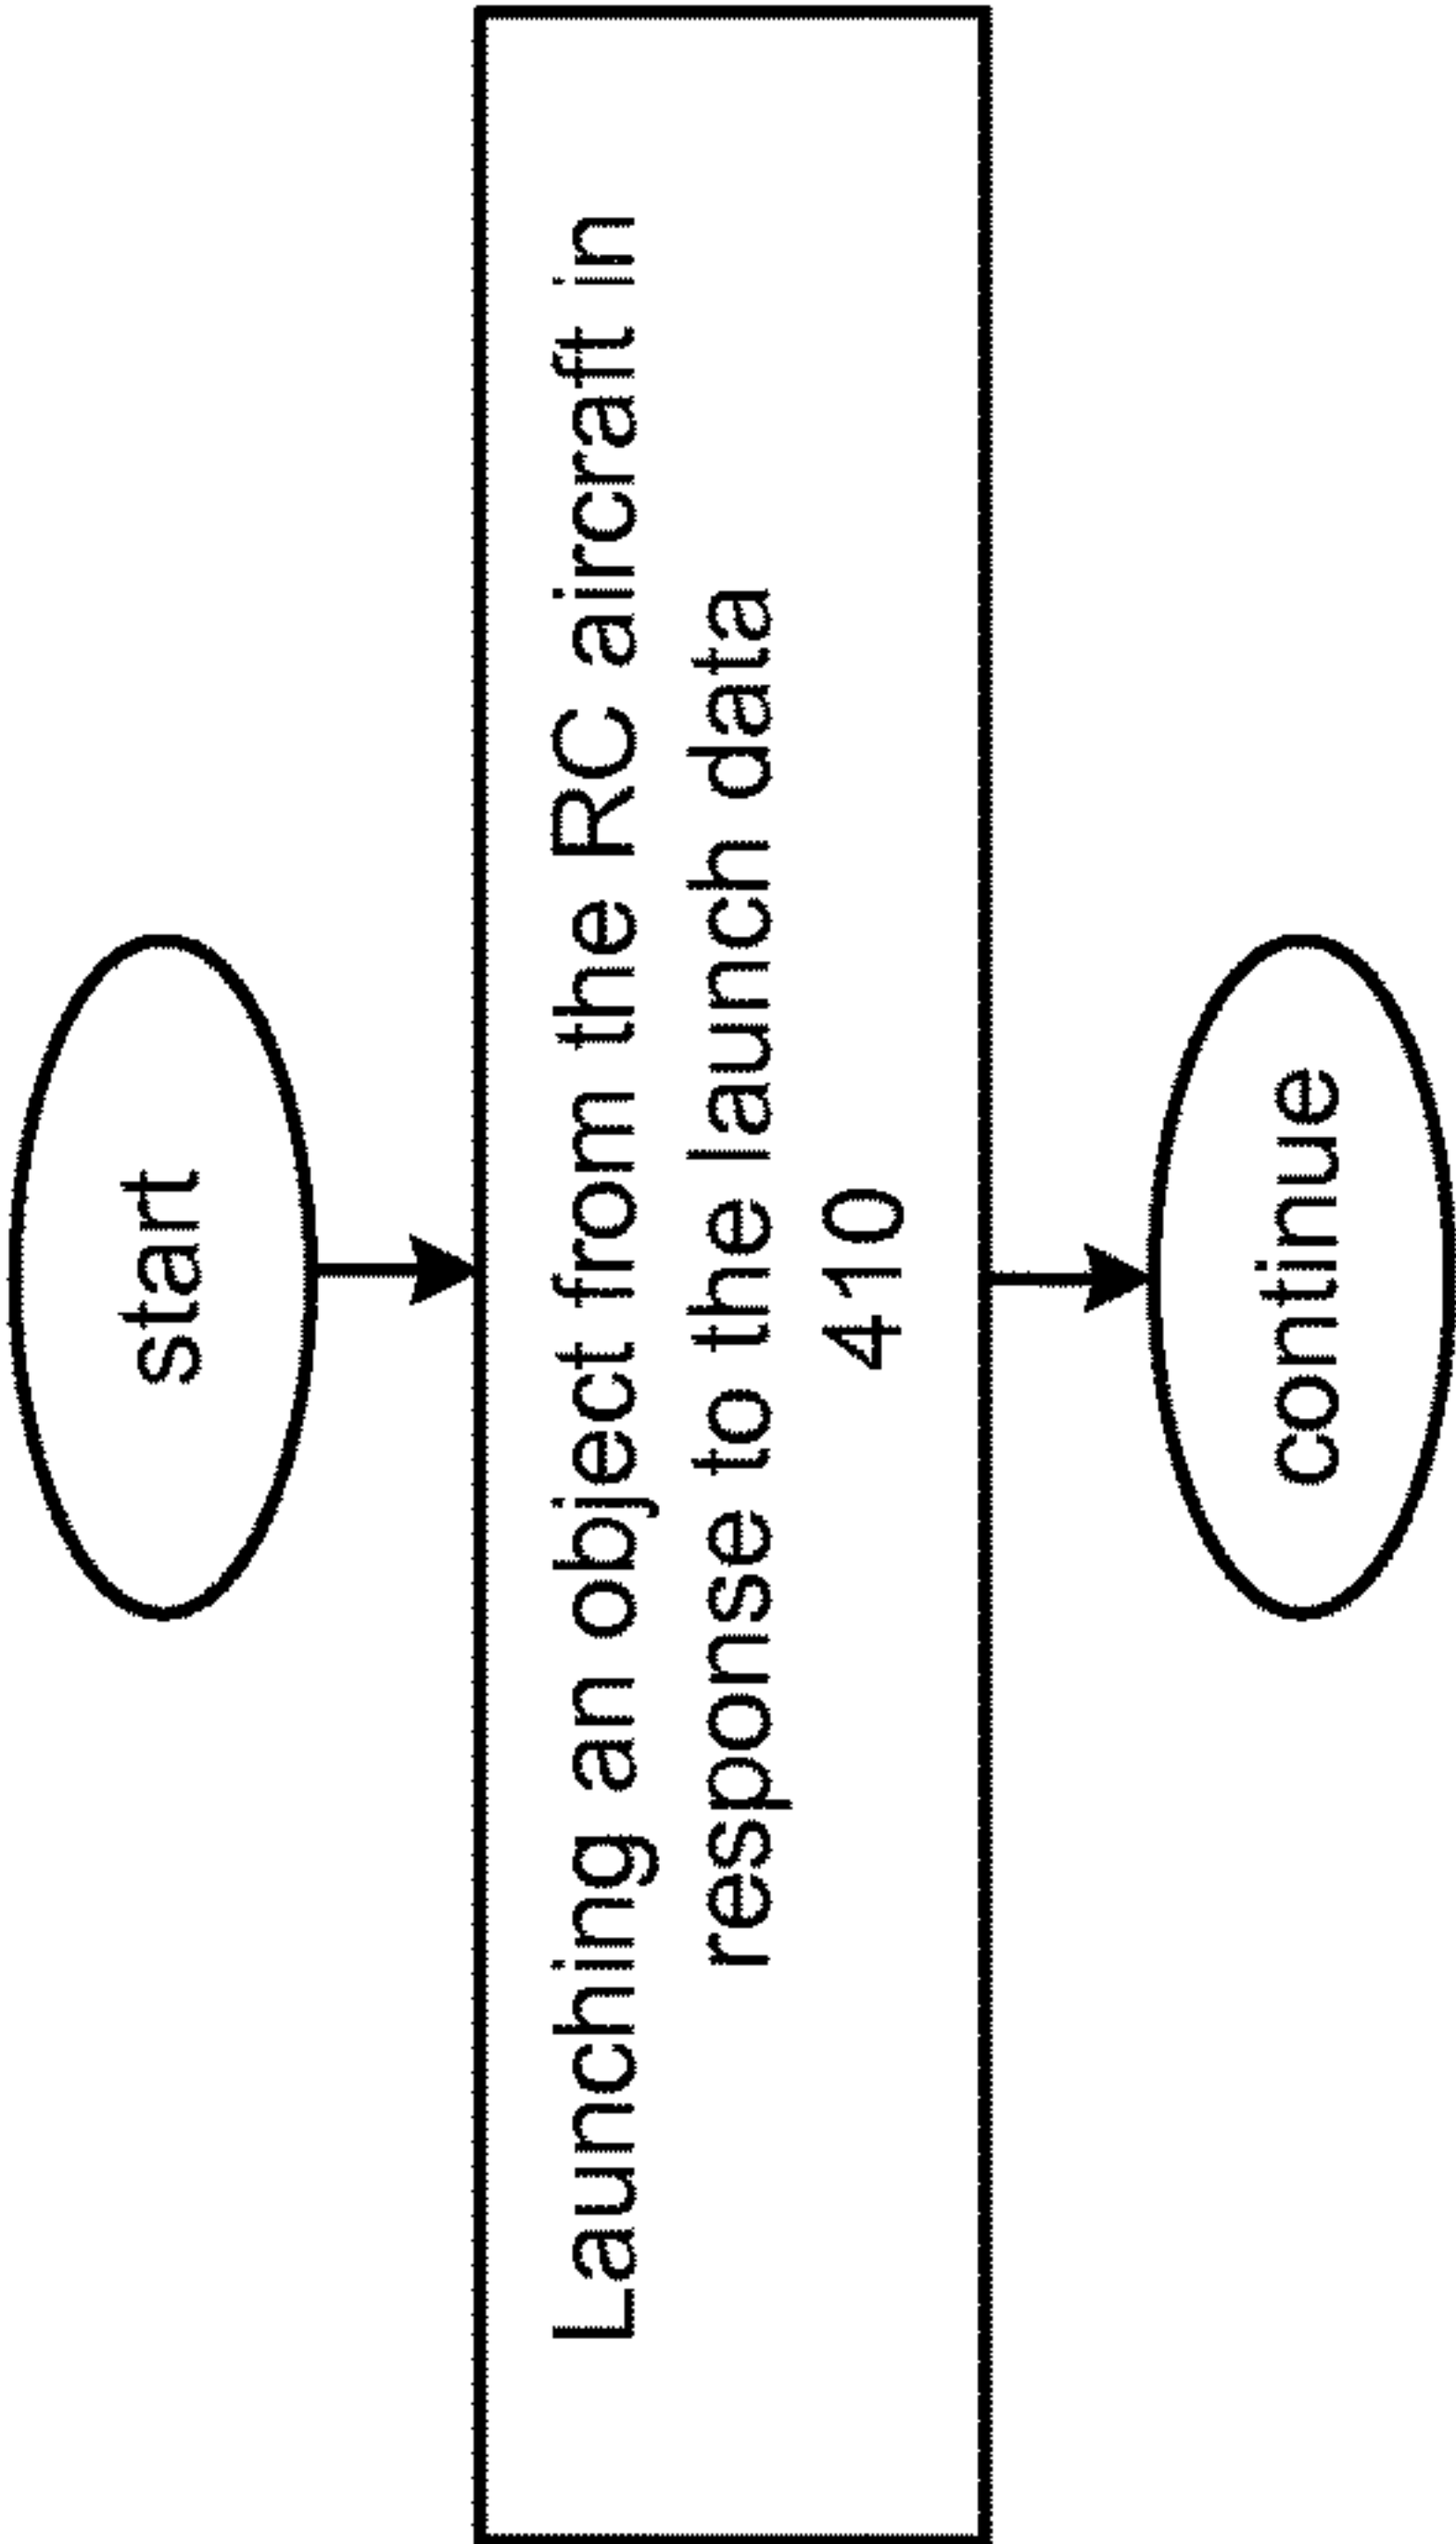 start
Launching an object from the RC aircraft in
response to the launch data
410
continue